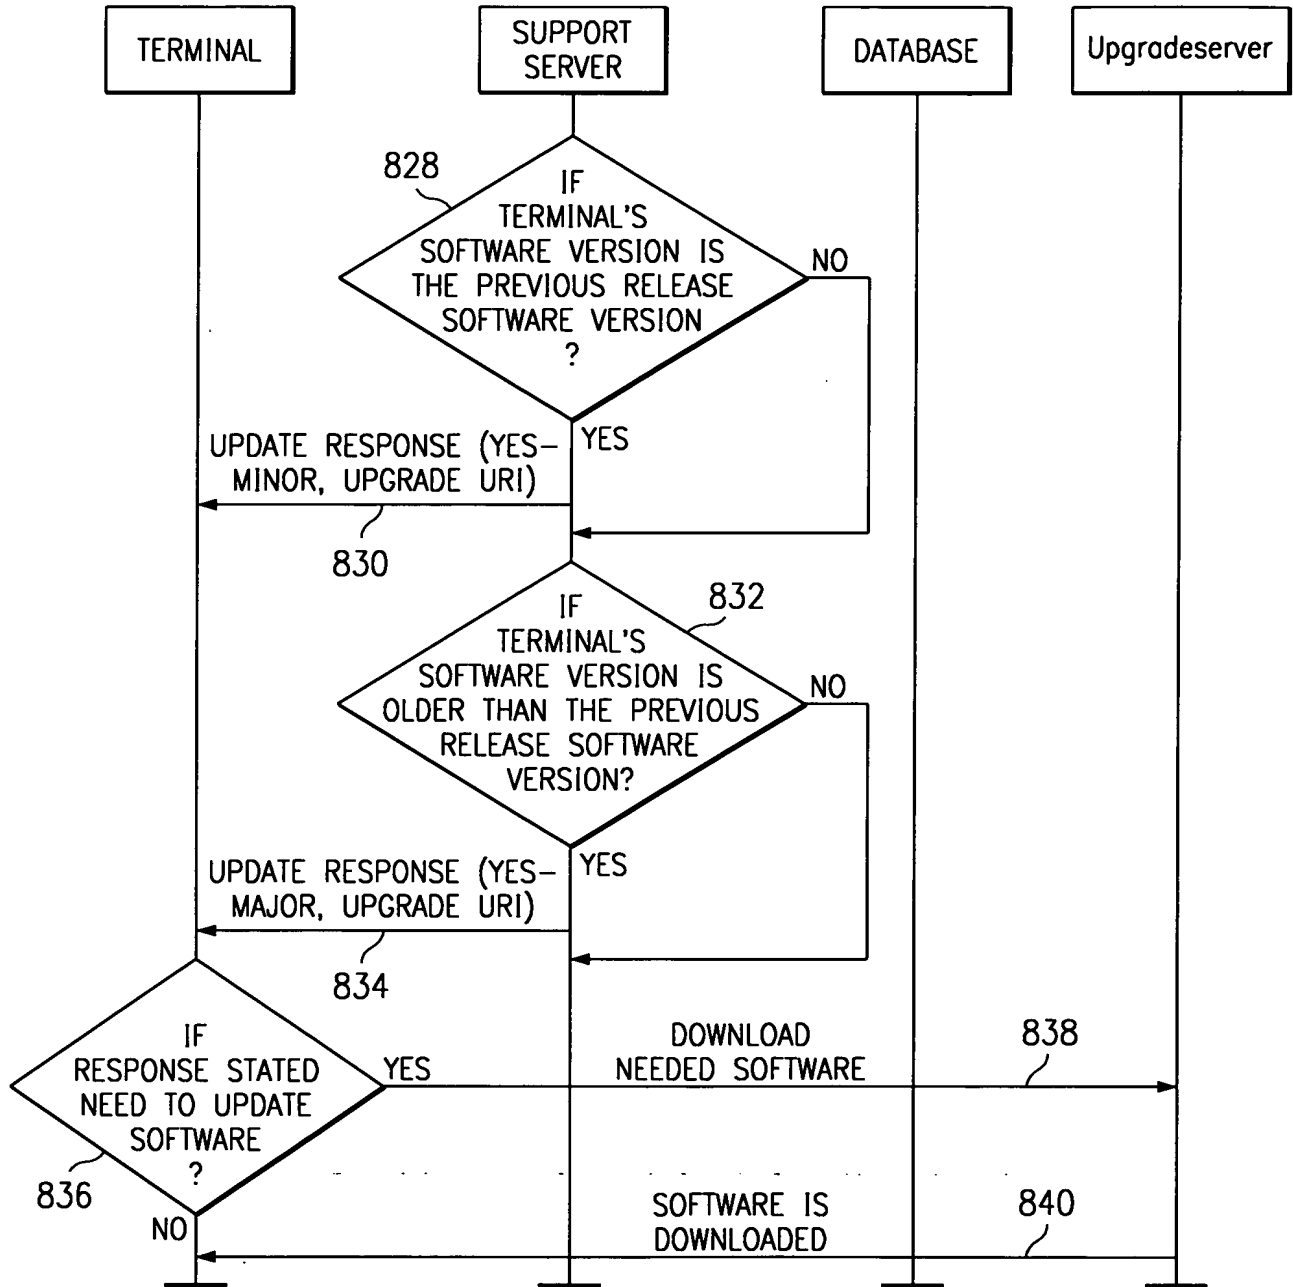 TERMINAL
SUPPORT
SERVER
DATABASE
Upgradeserver
828
IF
TERMINAL'S
SOFTWARE VERSION IS
THE PREVIOUS RELEASE
SOFTWARE VERSION
?
NO
YES
UPDATE RESPONSE (YES-
MINOR, UPGRADE URI)
830
832
IF
TERMINAL'S
SOFTWARE VERSION IS
OLDER THAN THE PREVIOUS
RELEASE SOFTWARE
VERSION?
NO
YES
UPDATE RESPONSE (YES-
MAJOR, UPGRADE URI)
834
IF
RESPONSE STATED
NEED TO UPDATE
SOFTWARE
?
YES
836
NO
DOWNLOAD
NEEDED SOFTWARE
838
SOFTWARE IS
DOWNLOADED
840